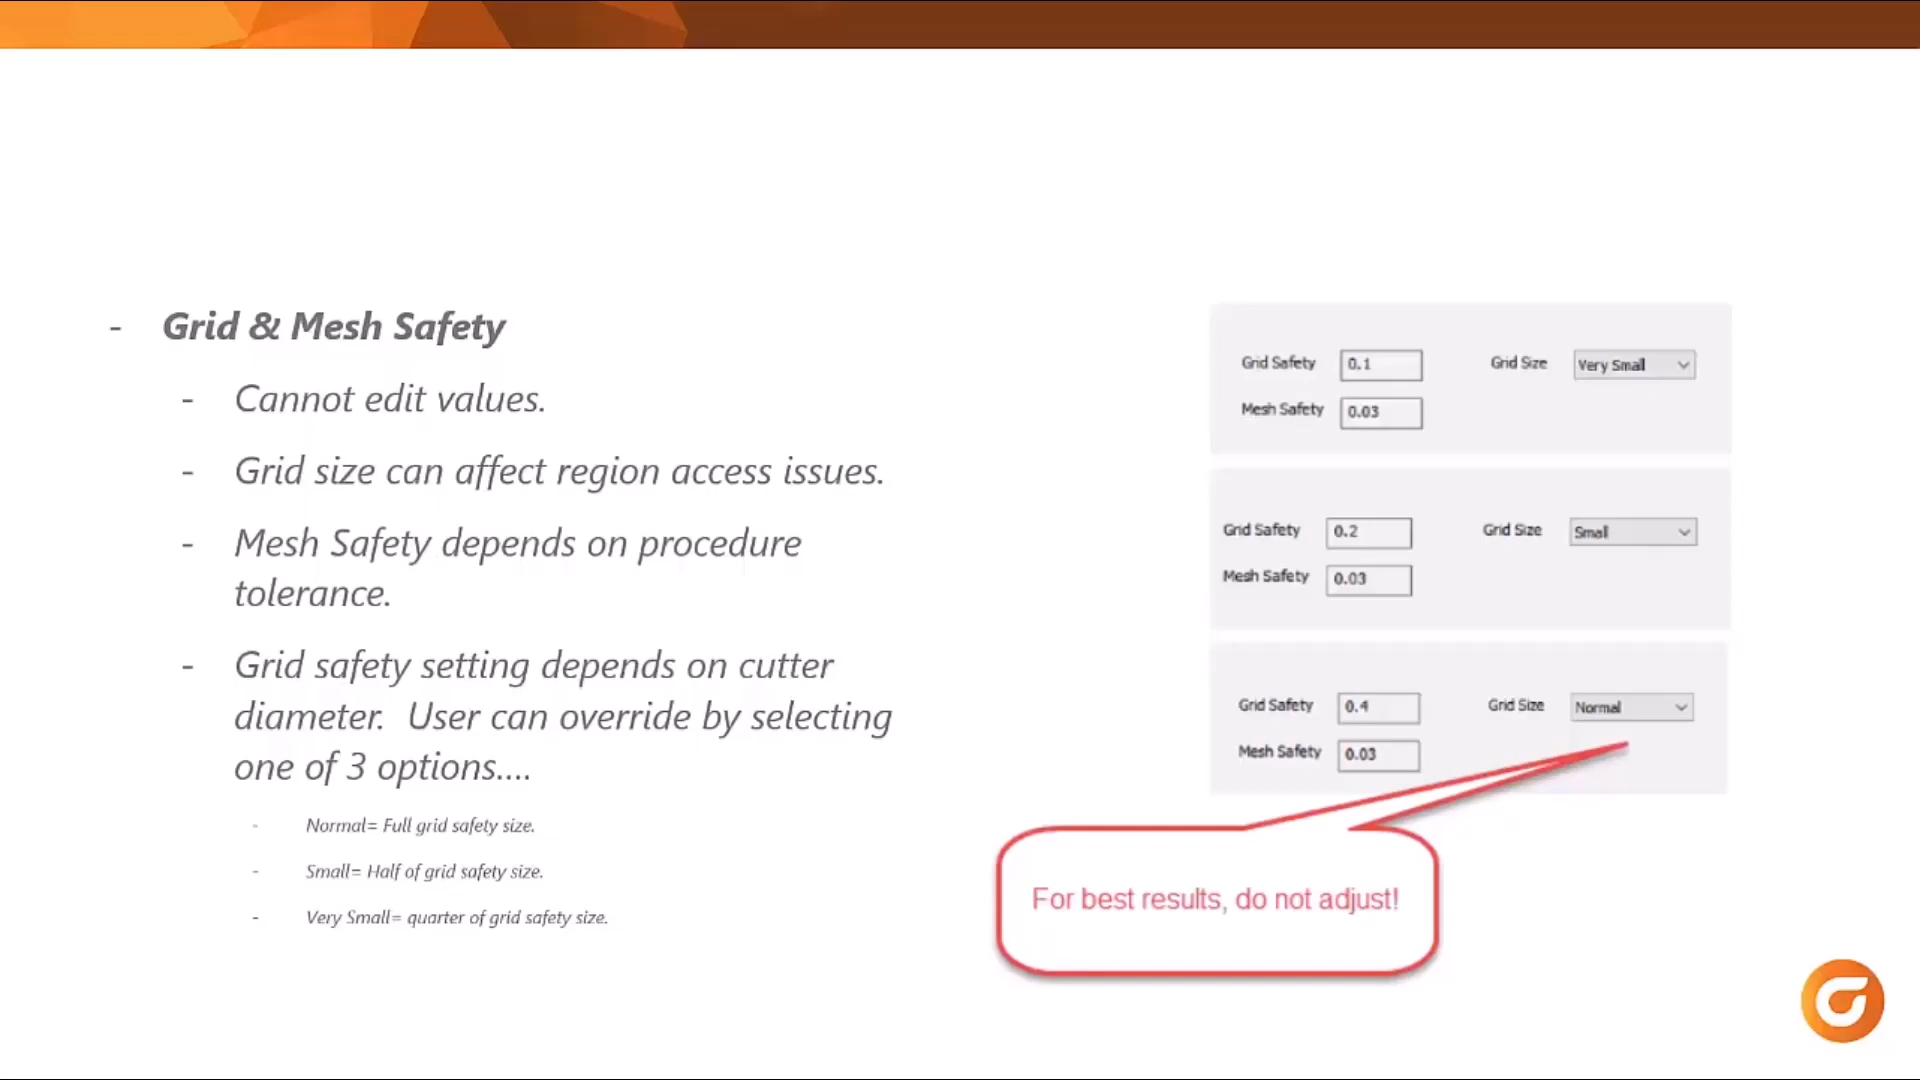 - Grid & Mesh Safety
- Cannot edit values.
- Grid size can affect region access issues.
- Mesh Safety depends on procedure
tolerance.
- Grid safety setting depends on cutter
diameter.  User can override by selecting
one of 3 options....
- Normal= Full grid safety size.
- Small= Half of grid safety size.
- Very Small= quarter of grid safety size.
Grid Safety 0.1 Grid Size Very Small
Mesh Safety 0.03
Grid Safety 0.2 Grid Size Small
Mesh Safety 0.03
Grid Safety 0.4 Grid Size Normal
Mesh Safety 0.03
For best results, do not adjust!